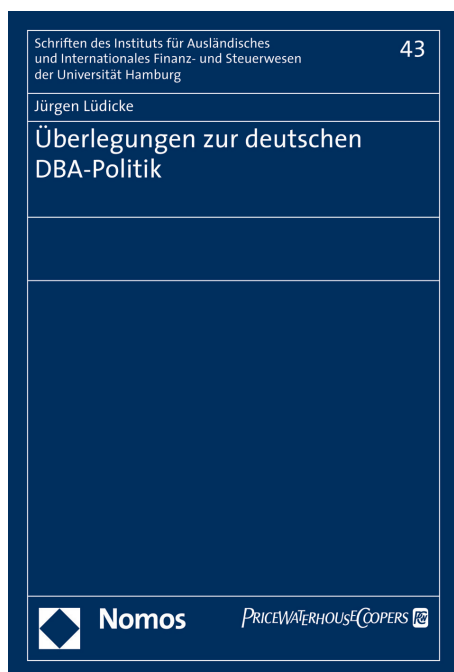 Schriften des Instituts für Ausländisches
und Internationales Finanz- und Steuerwesen
der Universität Hamburg
43
Jürgen Lüdicke
Überlegungen zur deutschen
DBA-Politik
Nomos
PRICEWATERHOUSECOOPERS
pwc